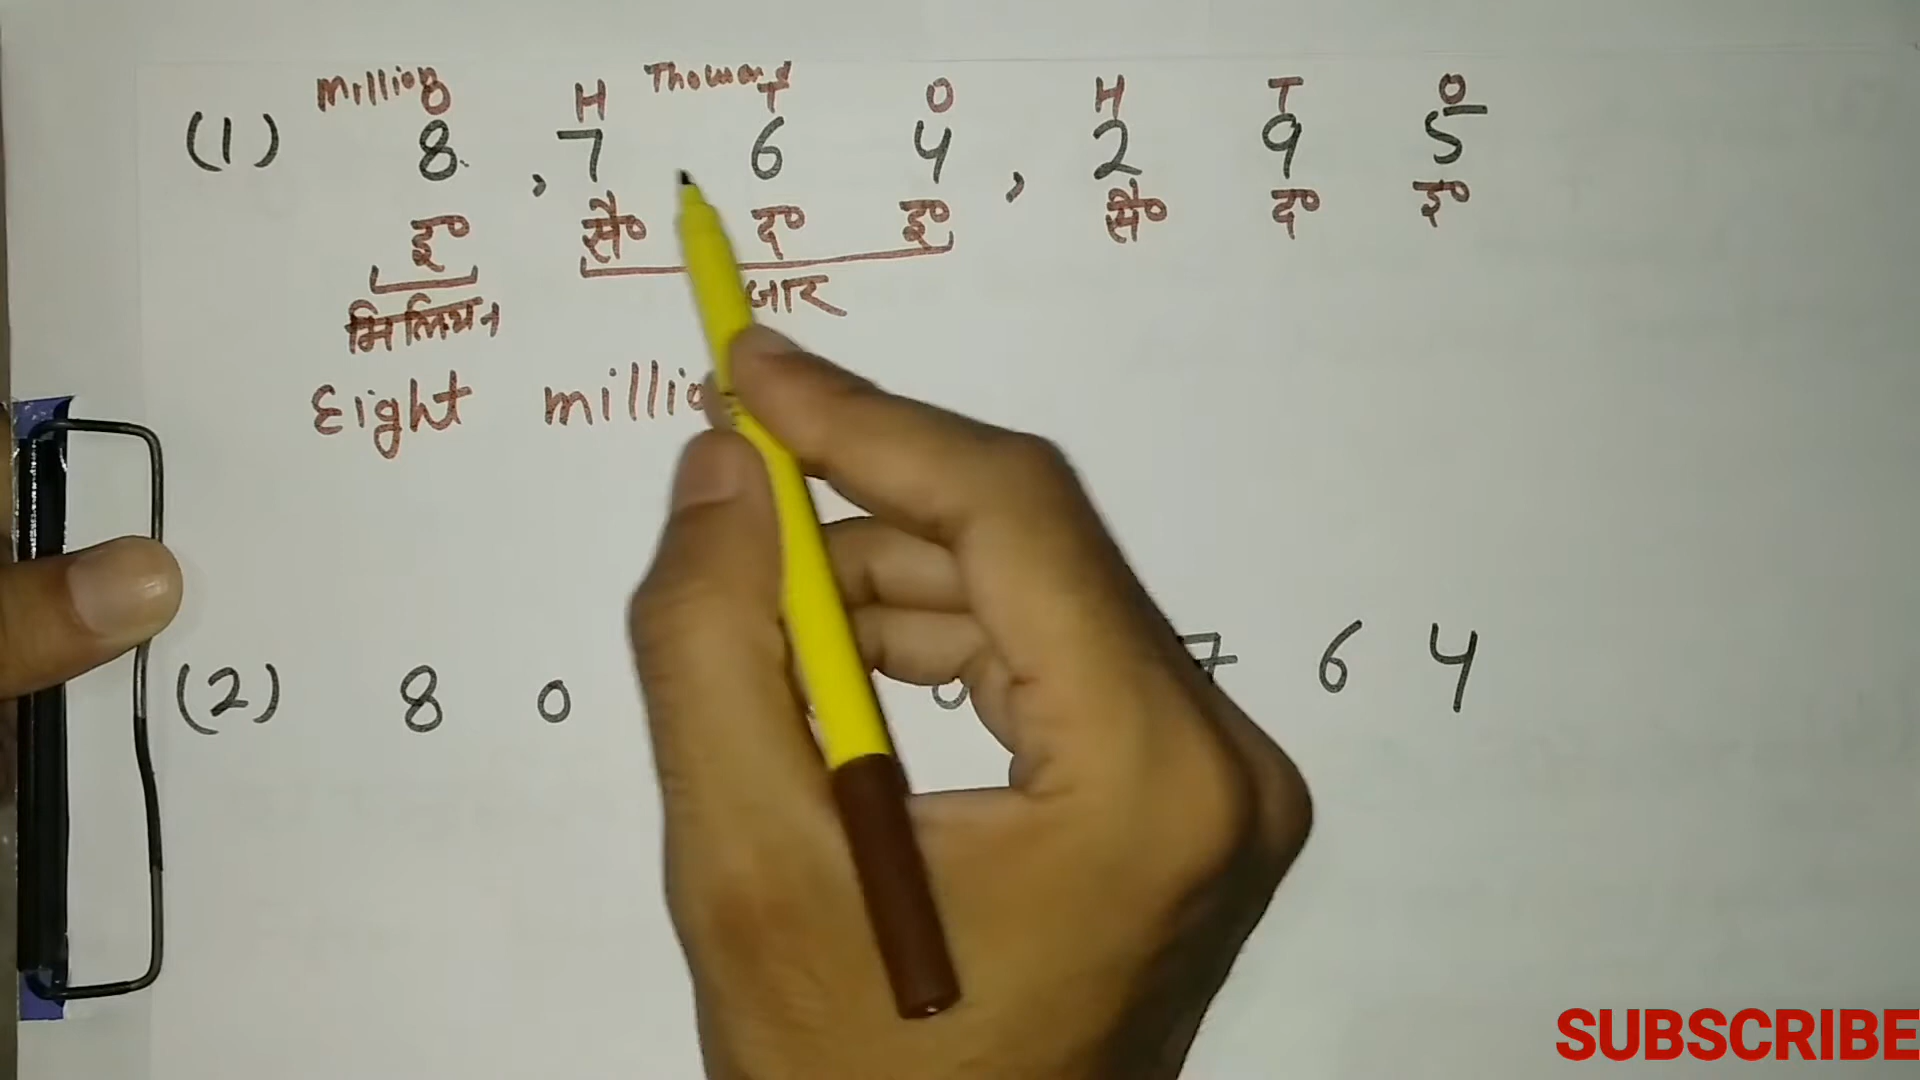 Million Thousand
O H T O H T O
(1) 8 , 7 6 4 , 2 9 5
इ० सै० द० इ० सै० द० इ०
मिलियन जार
Eight millio
(2) 8 0 0 7 6 4
SUBSCRIBE